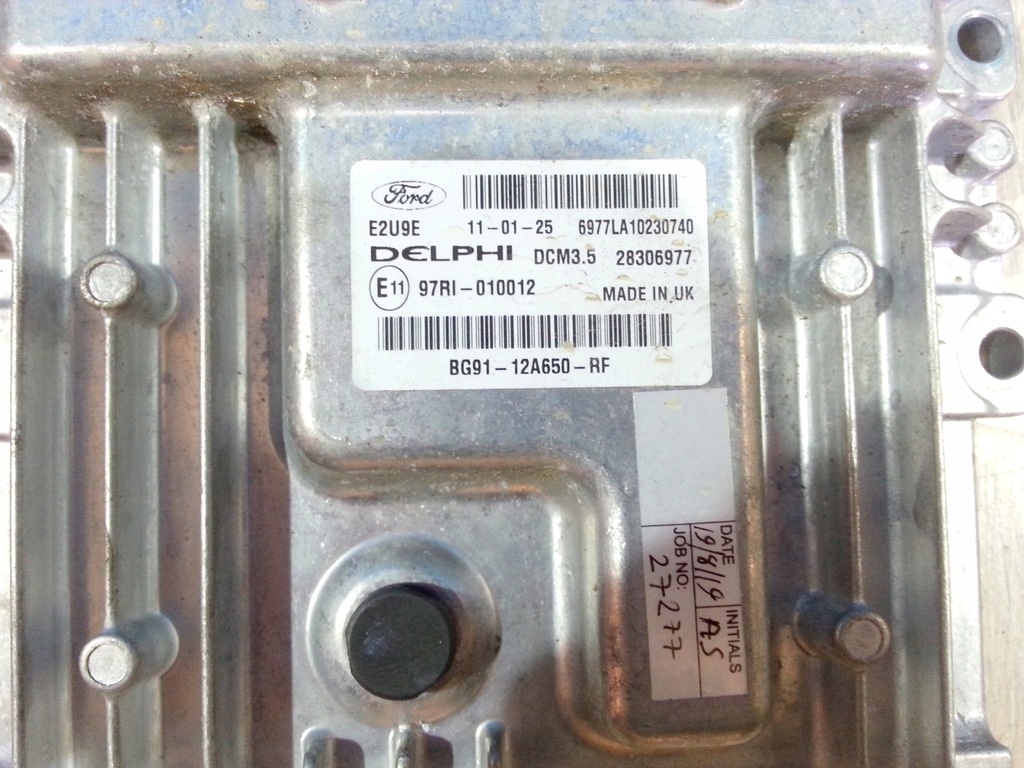 Ford
E2U9E 11-01-25 6977LA10230740
DELPHI DCM3.5 28306977
E11 97RI-010012 MADE IN UK
BG91-12A650-RF
DATE INITIALS
19/8/19 AS
JOB NO:
27277